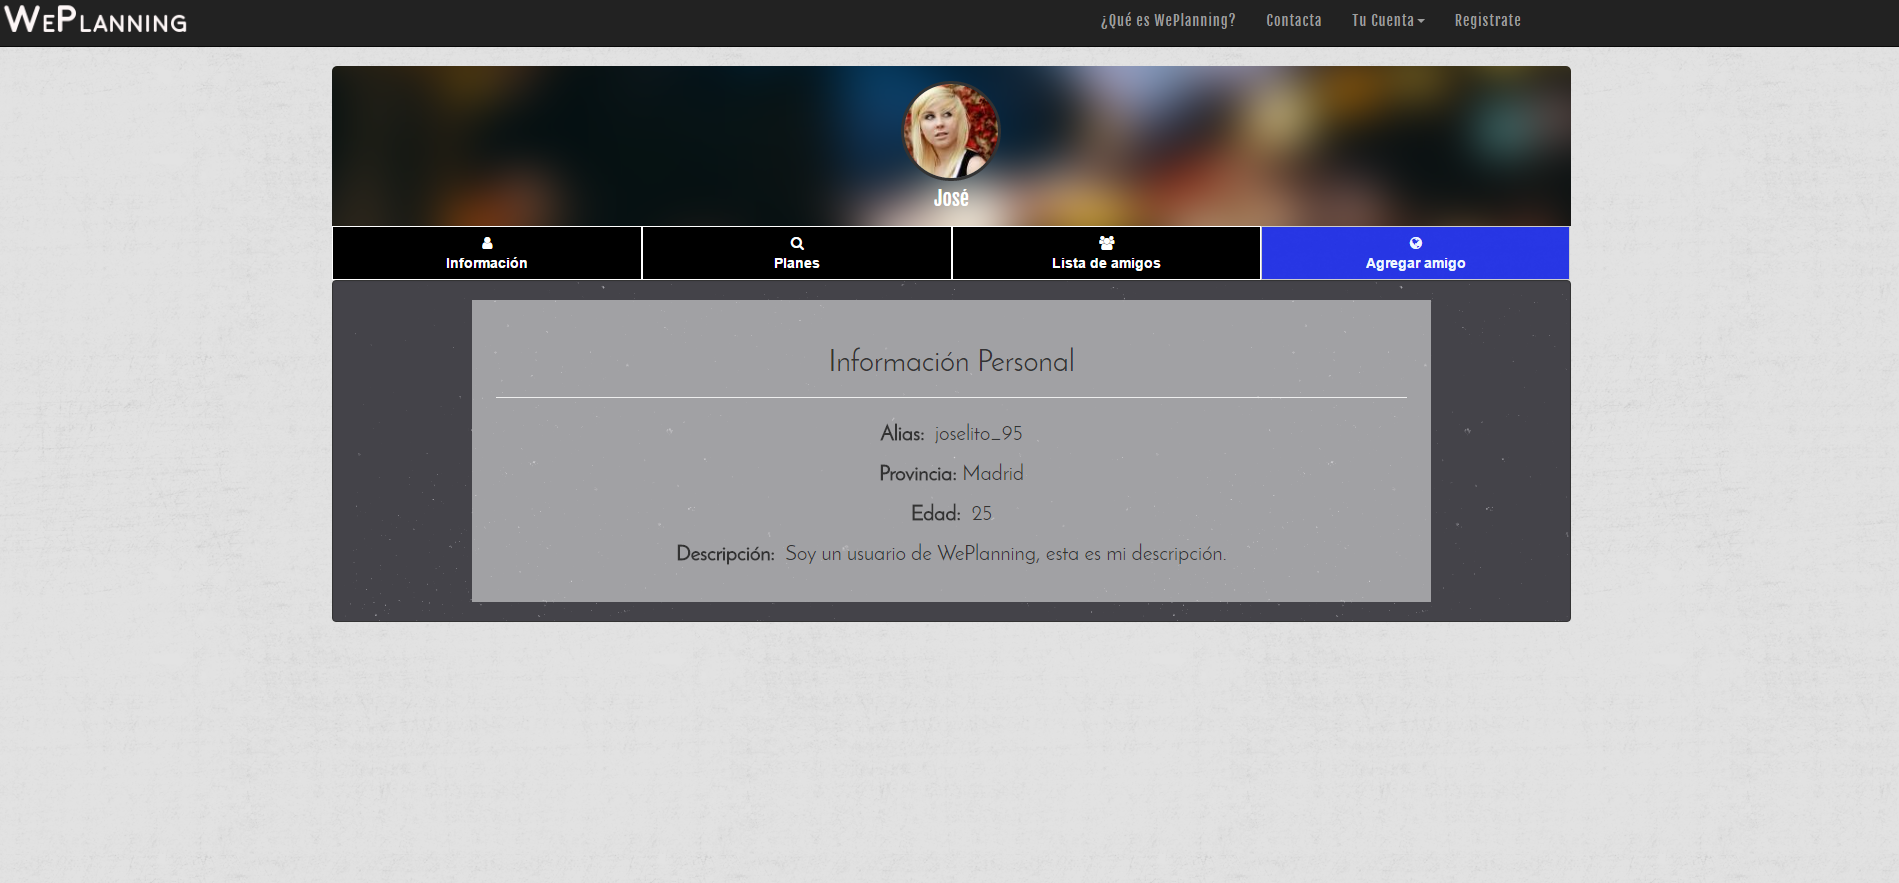 WePlanning
¿Qué es WePlanning? Contacta Tu Cuenta Registrate
José
Información Planes Lista de amigos Agregar amigo
Información Personal
Alias: joselito_95
Provincia: Madrid
Edad: 25
Descripción: Soy un usuario de WePlanning, esta es mi descripción.